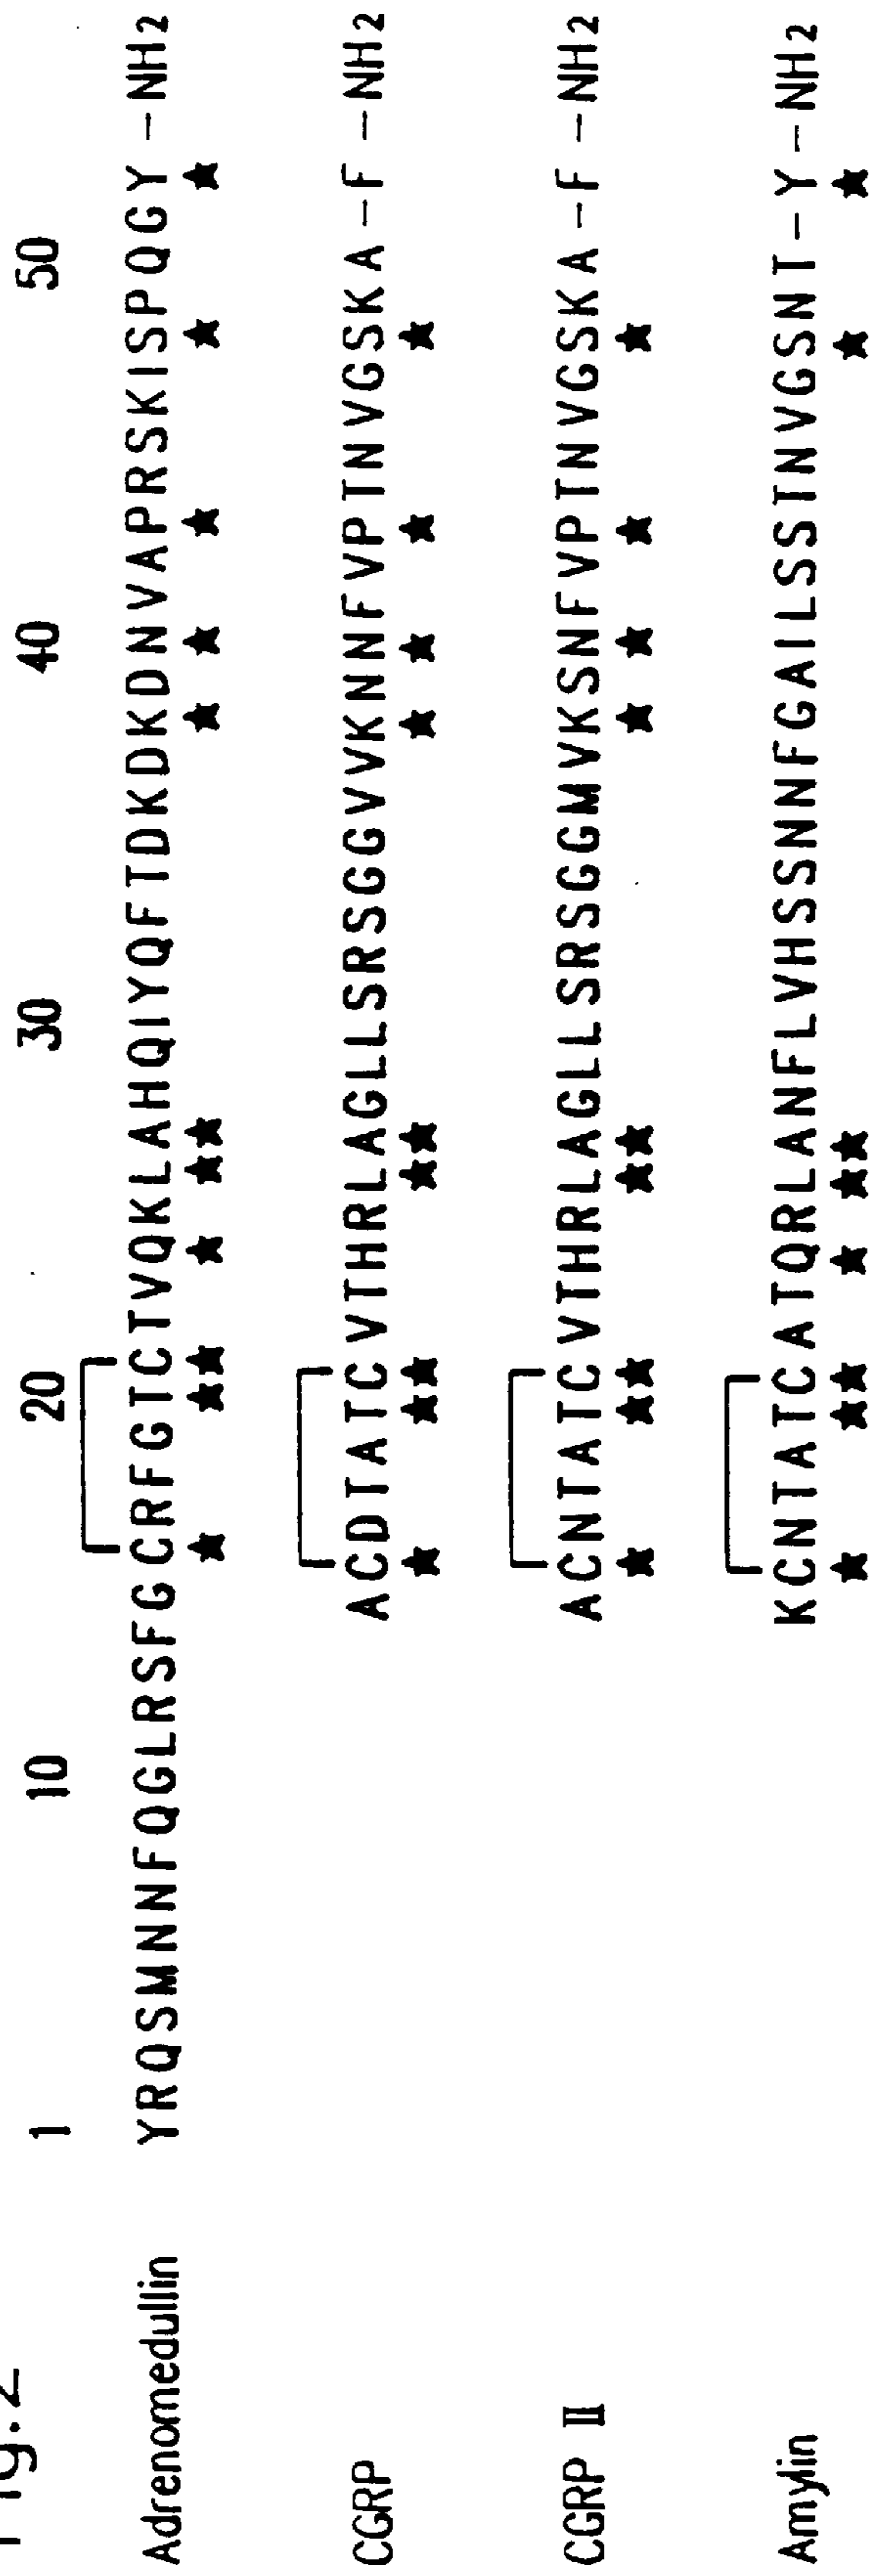 Fig.2
1 10 20 30 40 50
Adrenomedullin YRQSMNNFQGLRSFGCRFGTCTVQKLAHQIYQFTDKDKDNVAPRSKISPQGY -NH2
★ ★★ ★ ★★ ★ ★ ★ ★ ★
CGRP ACDTATCVTHRLAGLLSRSGGVVKNNFVPTNVGSKA -F -NH2
★ ★★ ★★ ★ ★ ★ ★
CGRP II ACNTATCVTHRLAGLLSRSGGMVKSNFVPTNVGSKA -F -NH2
★ ★★ ★★ ★ ★ ★ ★
Amylin KCNTATCATQRLANFLVHSSNNFGAILSSTNVGSNT-Y-NH2
★ ★★ ★ ★★ ★ ★